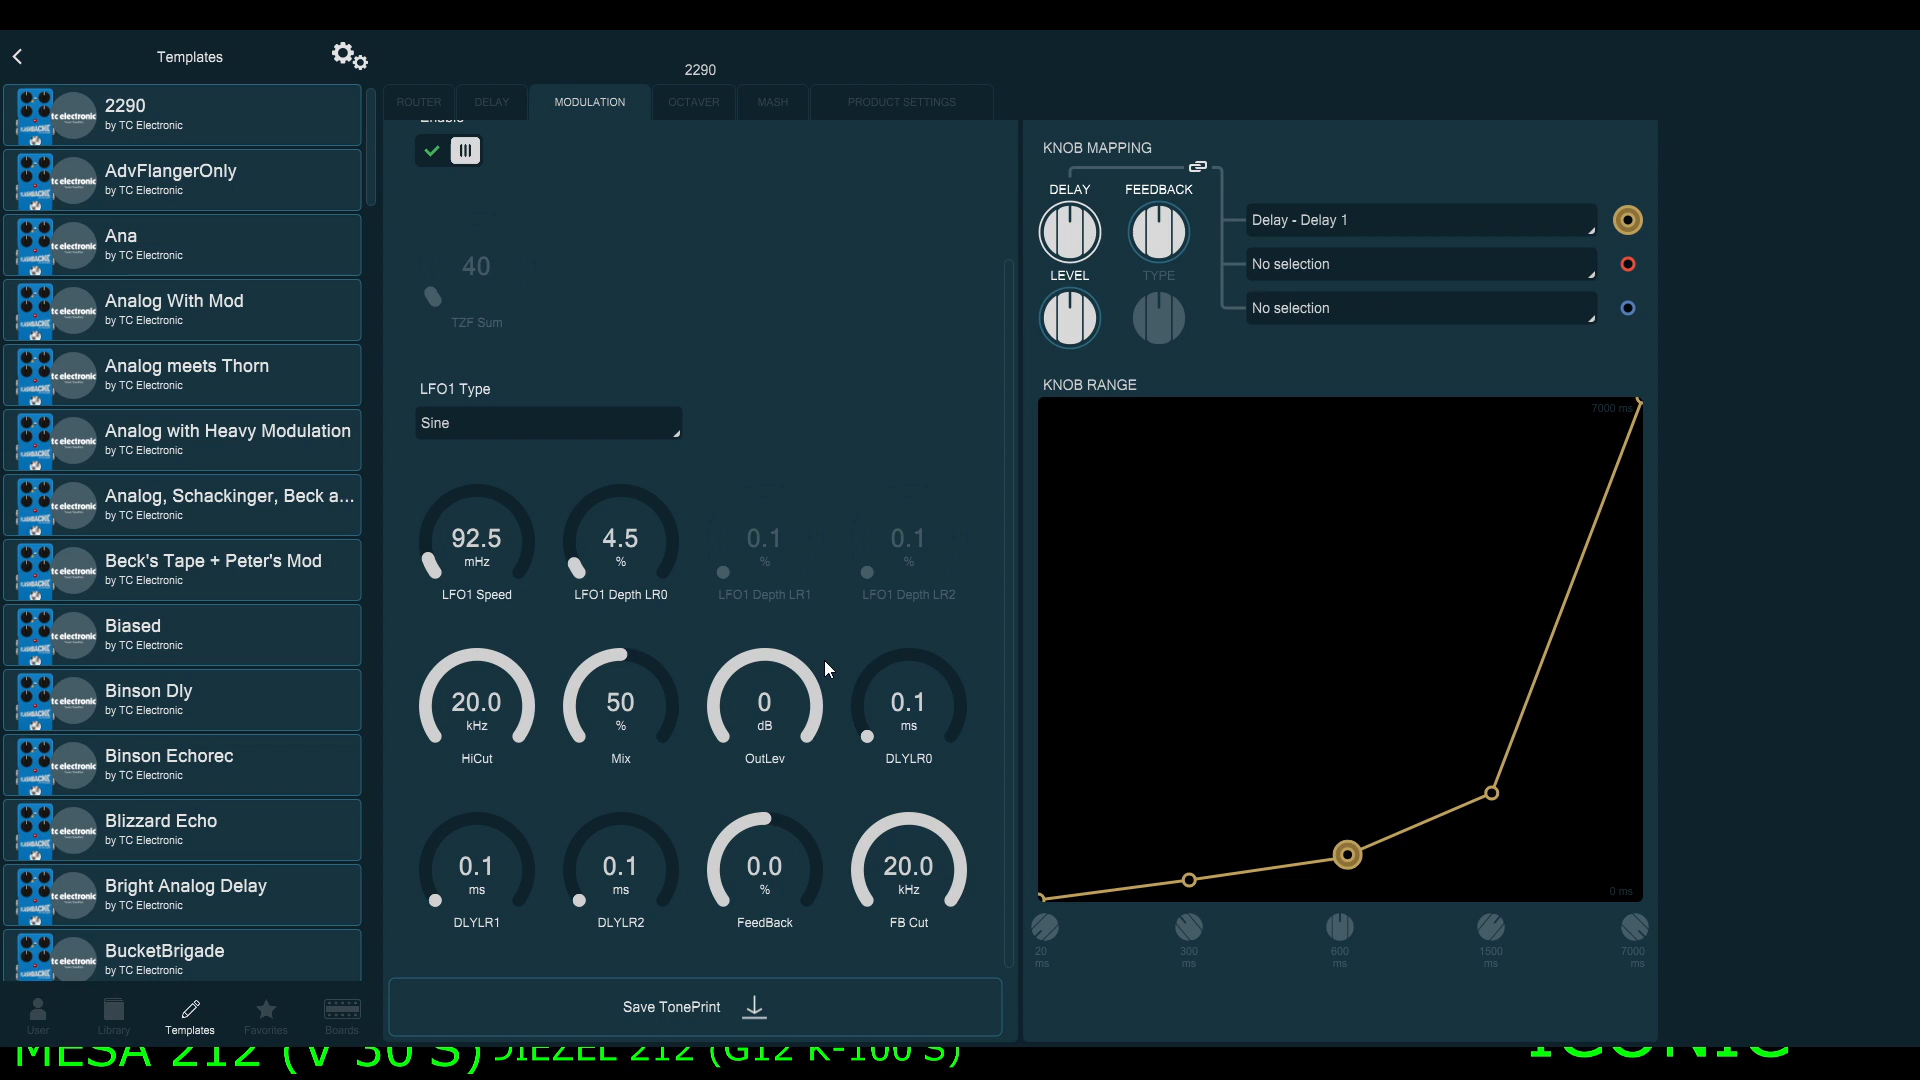 Templates
2290
by TC Electronic
AdvFlangerOnly
by TC Electronic
Ana
by TC Electronic
Analog With Mod
by TC Electronic
Analog meets Thorn
by TC Electronic
Analog with Heavy Modulation
by TC Electronic
Analog, Schackinger, Beck a...
by TC Electronic
Beck's Tape + Peter's Mod
by TC Electronic
Biased
by TC Electronic
Binson Dly
by TC Electronic
Binson Echorec
by TC Electronic
Blizzard Echo
by TC Electronic
Bright Analog Delay
by TC Electronic
BucketBrigade
by TC Electronic
User
Library
Templates
Favorites
Boards
2290
ROUTER
DELAY
MODULATION
OCTAVER
MASH
PRODUCT SETTINGS
Enable
40
TZF Sum
LFO1 Type
Sine
92.5
mHz
LFO1 Speed
4.5
%
LFO1 Depth LR0
0.1
%
LFO1 Depth LR1
0.1
%
LFO1 Depth LR2
20.0
kHz
HiCut
50
%
Mix
0
dB
OutLev
0.1
ms
DLYLR0
0.1
ms
DLYLR1
0.1
ms
DLYLR2
0.0
%
FeedBack
20.0
kHz
FB Cut
Save TonePrint
KNOB MAPPING
DELAY
FEEDBACK
LEVEL
TYPE
Delay - Delay 1
No selection
No selection
KNOB RANGE
7000 ms
0 ms
20
ms
300
ms
600
ms
1500
ms
7000
ms
MESA 212 (V 30 S)
DIEZEL 212 (G12 K-100 S)
ICONIC